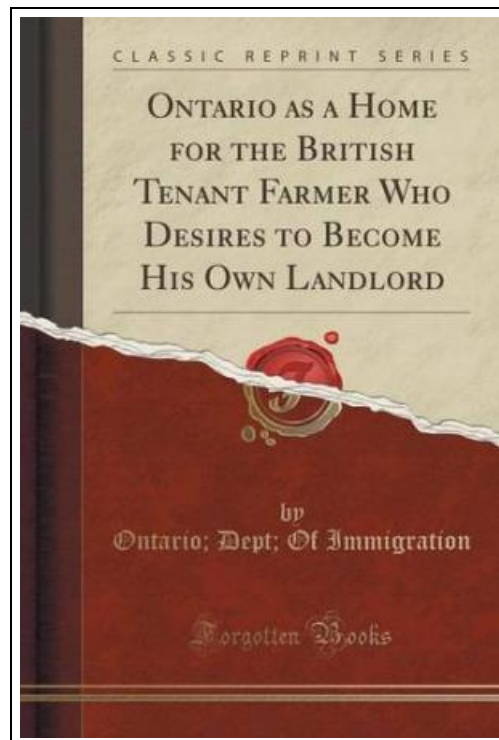 CLASSIC REPRINT SERIES
ONTARIO AS A HOME
FOR THE BRITISH
TENANT FARMER WHO
DESIRES TO BECOME
HIS OWN LANDLORD
by
Ontario; Dept; Of Immigration
Forgotten Books